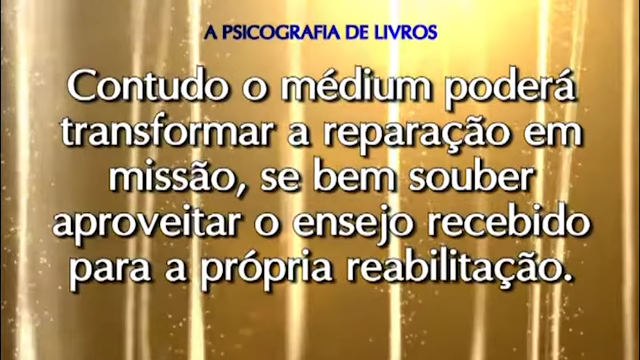 A PSICOGRAFIA DE LIVROS
Contudo o médium poderá
transformar a reparação em
missão, se bem souber
aproveitar o ensejo recebido
para a própria reabilitação.